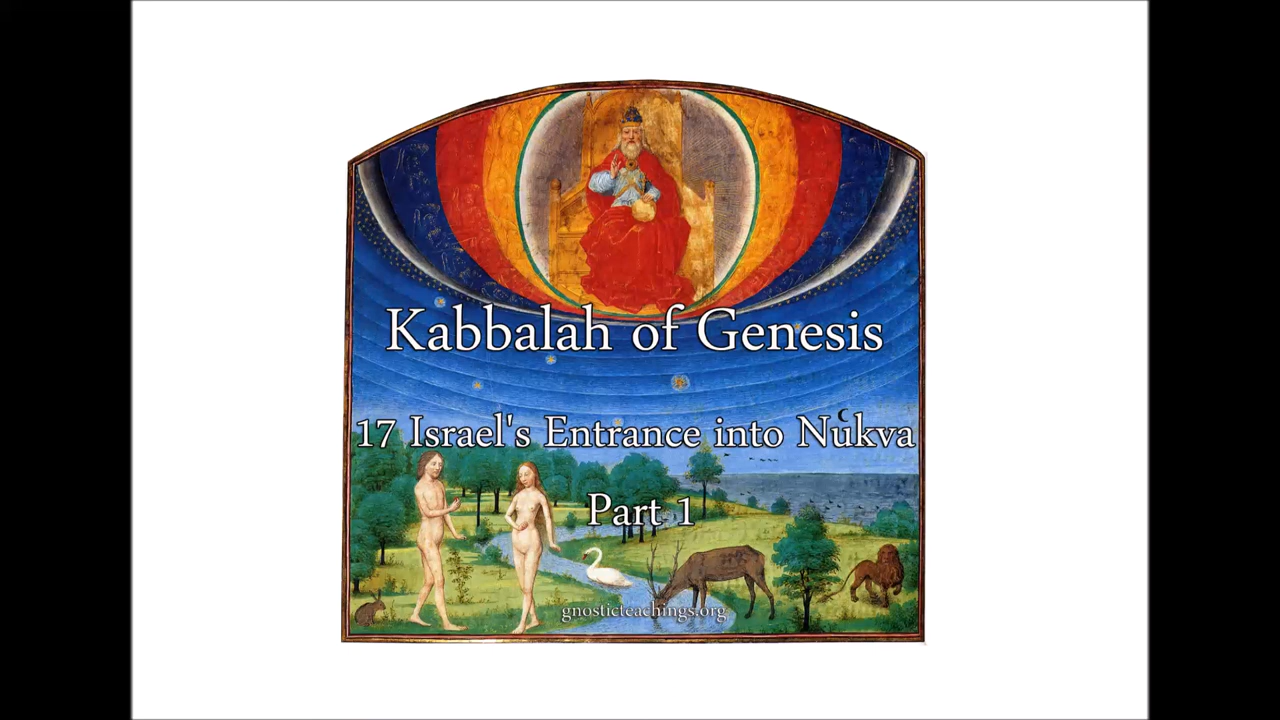 Kabbalah of Genesis
17 Israel's Entrance into Nukva
Part 1
gnosticteachings.org